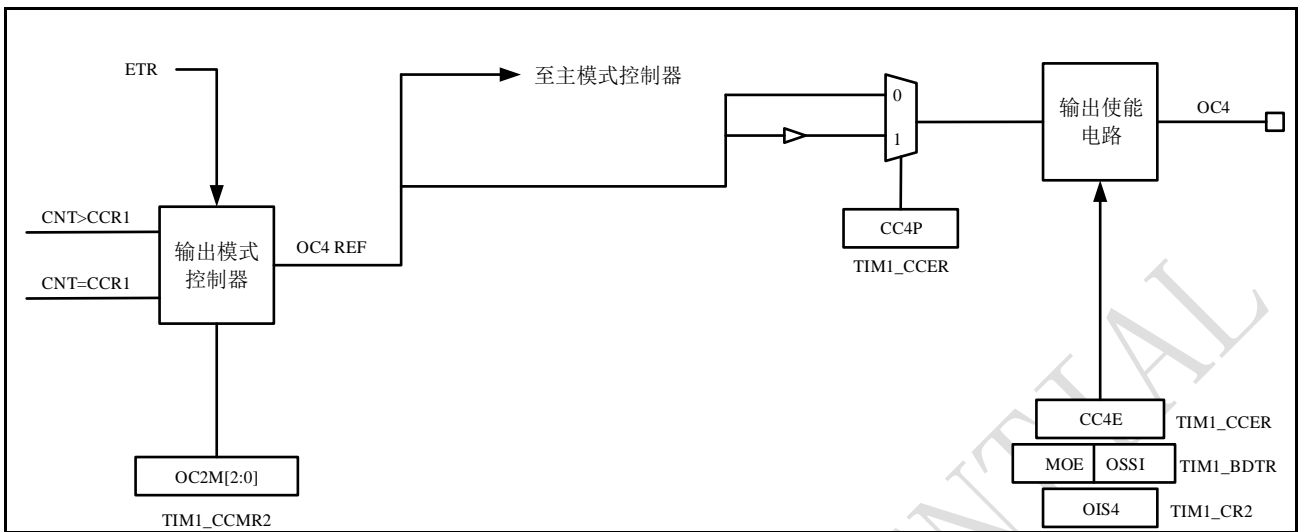 ETR
至主模式控制器
0
1
输出使能
电路
OC4
CNT>CCR1
CNT=CCR1
输出模式
控制器
OC4 REF
CC4P
TIM1_CCER
CC4E
TIM1_CCER
MOE OSSI TIM1_BDTR
OIS4
TIM1_CR2
OC2M[2:0]
TIM1_CCMR2
NTIAL